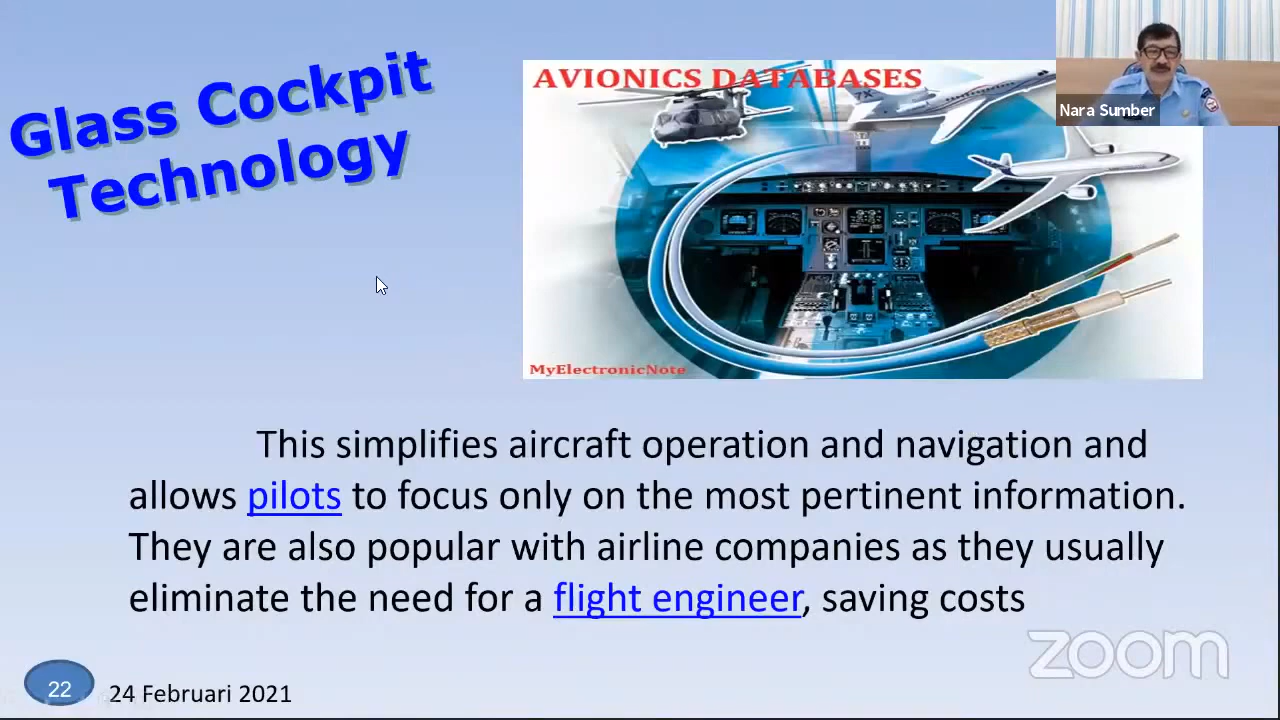 Glass Cockpit
Technology
AVIONICS DATABASES
7X
Nara Sumber
MyElectronicNote
This simplifies aircraft operation and navigation and
allows pilots to focus only on the most pertinent information.
They are also popular with airline companies as they usually
eliminate the need for a flight engineer, saving costs
zoom
22
24 Februari 2021